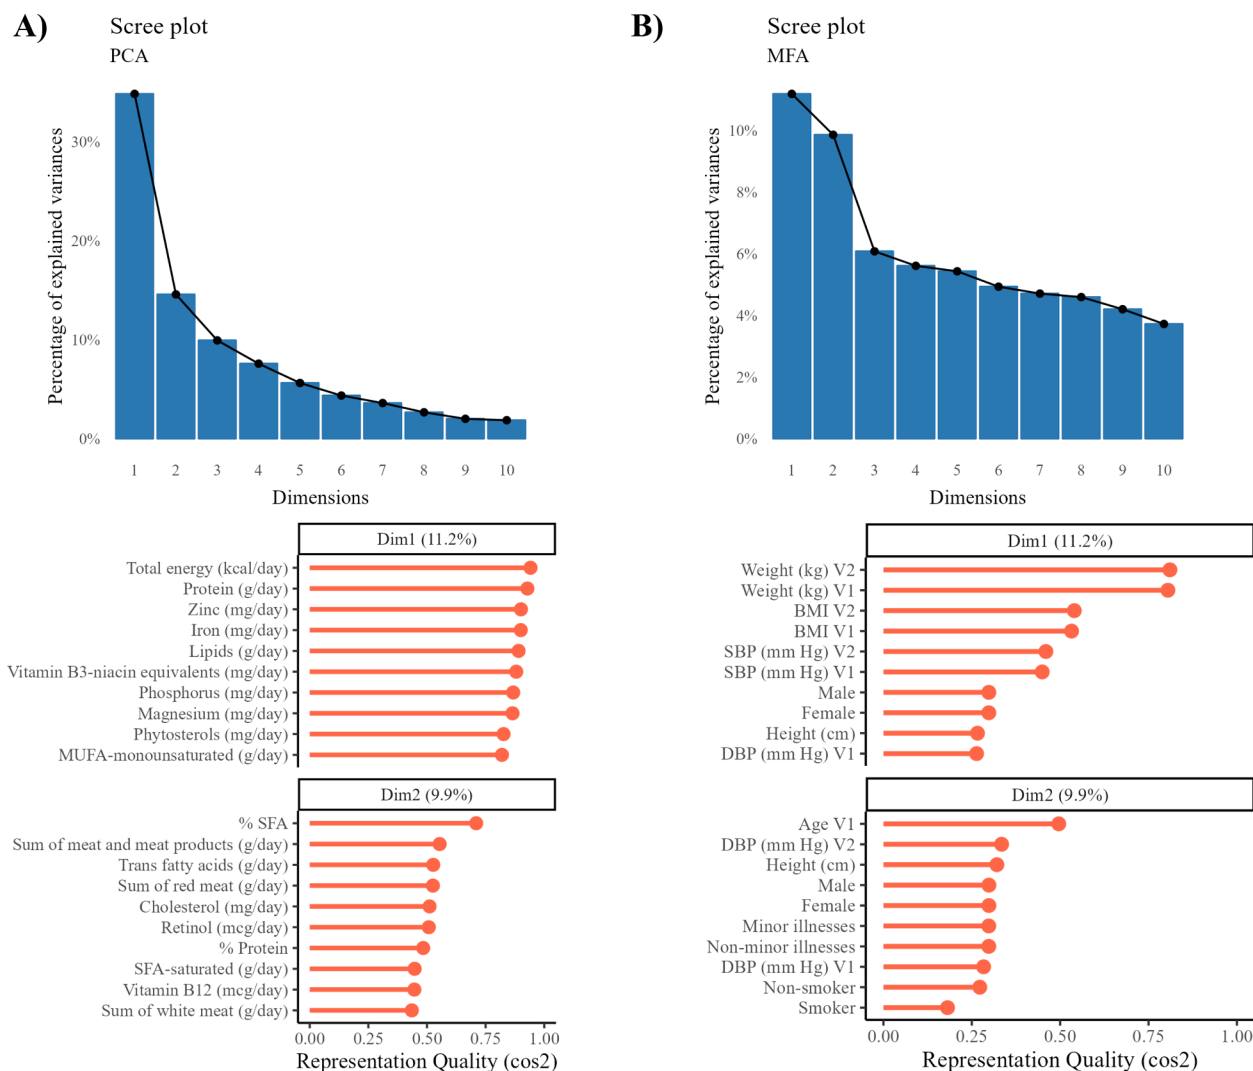 A)
Scree plot
PCA
Percentage of explained variances
30%
20%
10%
0%
1 2 3 4 5 6 7 8 9 10
Dimensions
Dim1 (11.2%)
Total energy (kcal/day)
Protein (g/day)
Zinc (mg/day)
Iron (mg/day)
Lipids (g/day)
Vitamin B3-niacin equivalents (mg/day)
Phosphorus (mg/day)
Magnesium (mg/day)
Phytosterols (mg/day)
MUFA-monounsaturated (g/day)
Dim2 (9.9%)
% SFA
Sum of meat and meat products (g/day)
Trans fatty acids (g/day)
Sum of red meat (g/day)
Cholesterol (mg/day)
Retinol (mcg/day)
% Protein
SFA-saturated (g/day)
Vitamin B12 (mcg/day)
Sum of white meat (g/day)
0.00 0.25 0.50 0.75 1.00
Representation Quality (cos2)
B)
Scree plot
MFA
Percentage of explained variances
10%
8%
6%
4%
2%
0%
1 2 3 4 5 6 7 8 9 10
Dimensions
Dim1 (11.2%)
Weight (kg) V2
Weight (kg) V1
BMI V2
BMI V1
SBP (mm Hg) V2
SBP (mm Hg) V1
Male
Female
Height (cm)
DBP (mm Hg) V1
Dim2 (9.9%)
Age V1
DBP (mm Hg) V2
Height (cm)
Male
Female
Minor illnesses
Non-minor illnesses
DBP (mm Hg) V1
Non-smoker
Smoker
0.00 0.25 0.50 0.75 1.00
Representation Quality (cos2)